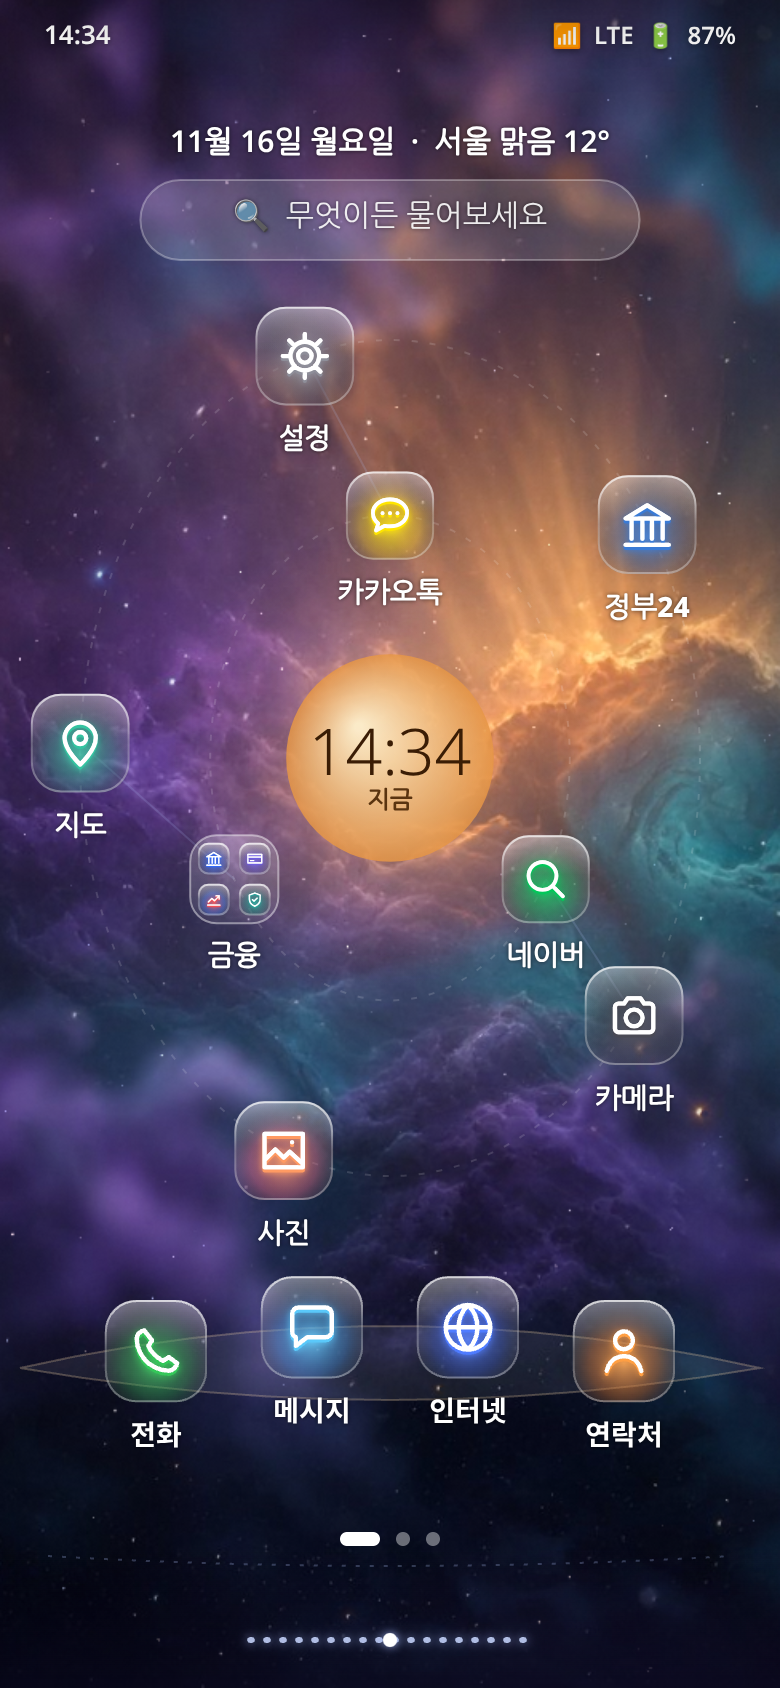 14:34 LTE 87%
11월 16일 월요일 · 서울 맑음 12°
무엇이든 물어보세요
설정
카카오톡
정부24
14:34
지금
지도
금융
네이버
카메라
사진
전화
메시지
인터넷
연락처